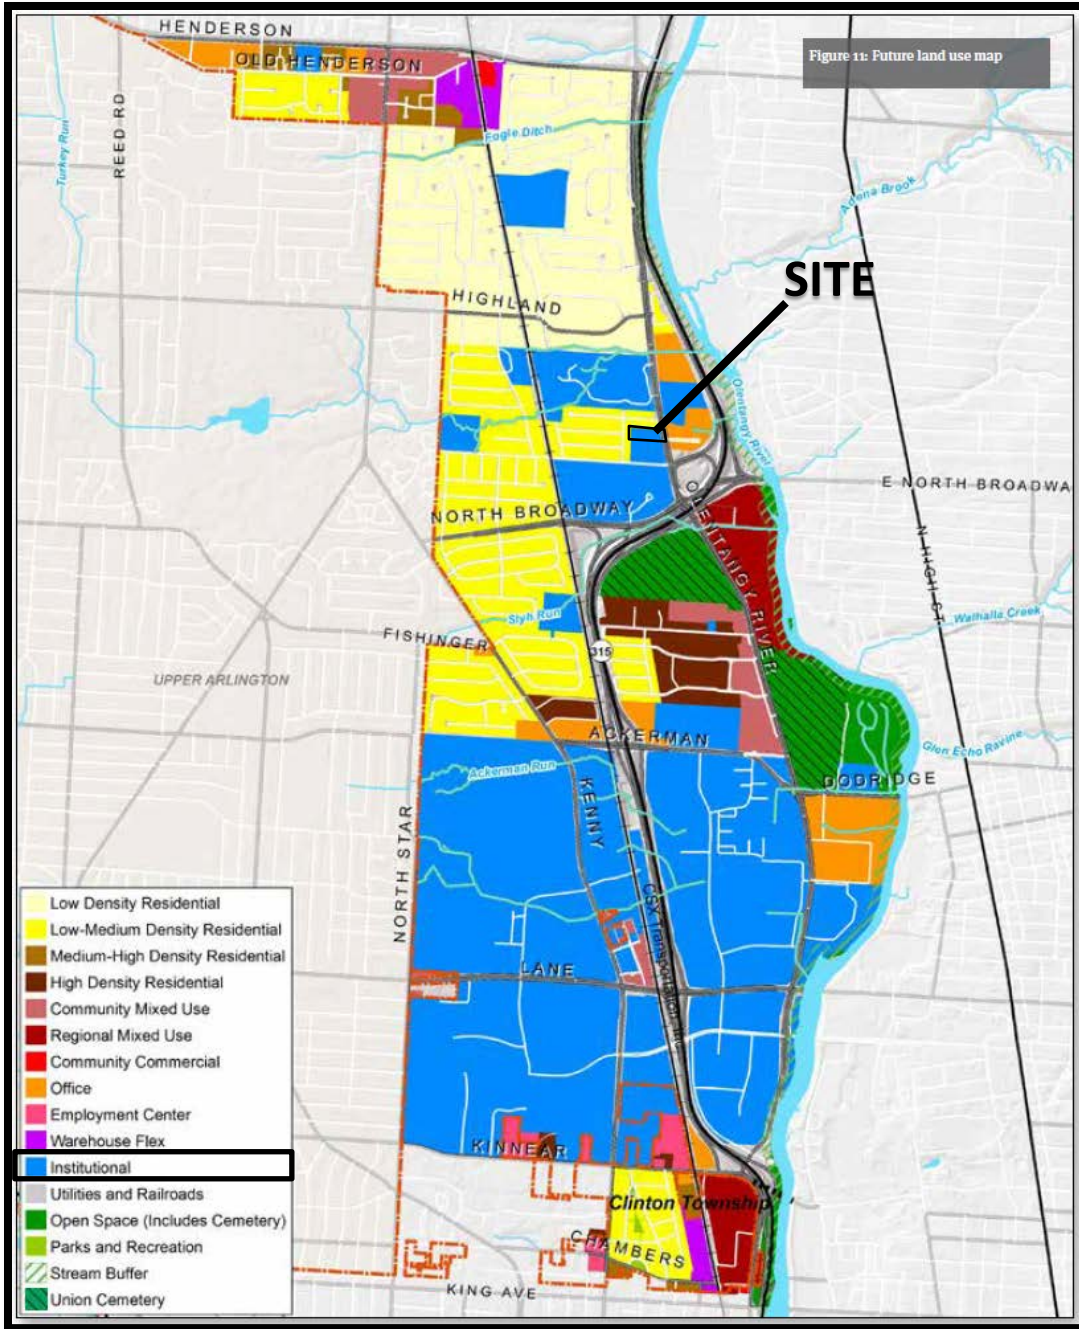 HENDERSON
OLD HENDERSON
Figure 11: Future land use map
REED RD
Turkey Run
Fogle Ditch
Adena Brook
SITE
HIGHLAND
Olentangy River
E NORTH BROADWA
NORTH BROADWAY
OLENTANGY RIVER
N HIGH ST
Slyh Run
Walhalla Creek
FISHINGER
315
UPPER ARLINGTON
ACKERMAN
Glen Echo Ravine
Ackerman Run
DODRIDGE
KENNY
NORTH STAR
CSX Transportation, Inc
LANE
KINNEAR
Clinton Township
CHAMBERS
KING AVE
Low Density Residential
Low-Medium Density Residential
Medium-High Density Residential
High Density Residential
Community Mixed Use
Regional Mixed Use
Community Commercial
Office
Employment Center
Warehouse Flex
Institutional
Utilities and Railroads
Open Space (Includes Cemetery)
Parks and Recreation
Stream Buffer
Union Cemetery